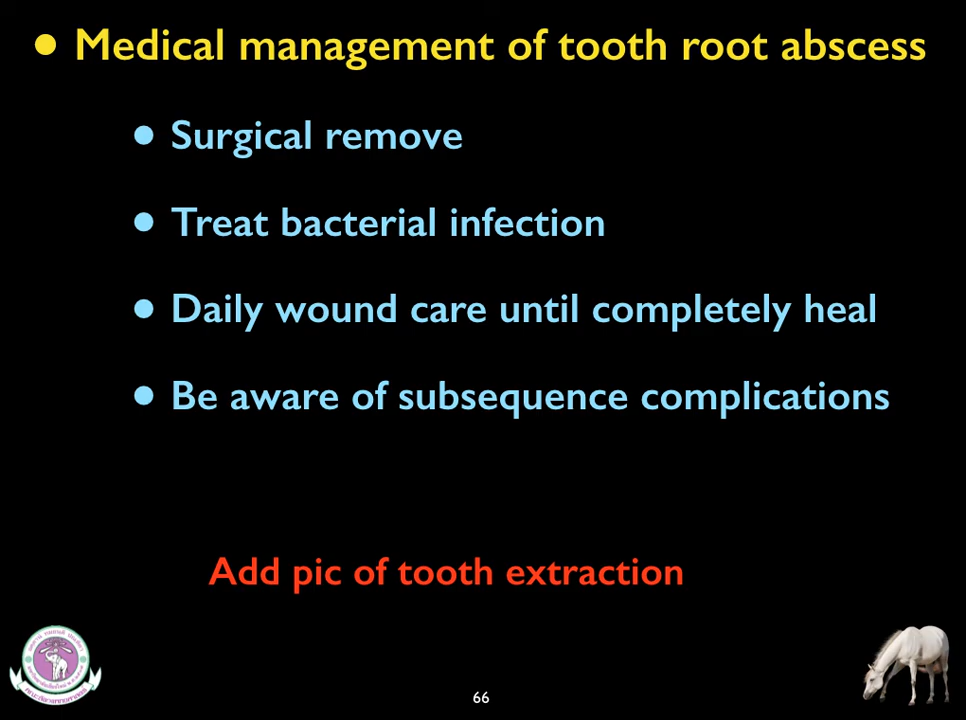 • Medical management of tooth root abscess
• Surgical remove
• Treat bacterial infection
• Daily wound care until completely heal
• Be aware of subsequence complications
Add pic of tooth extraction
66